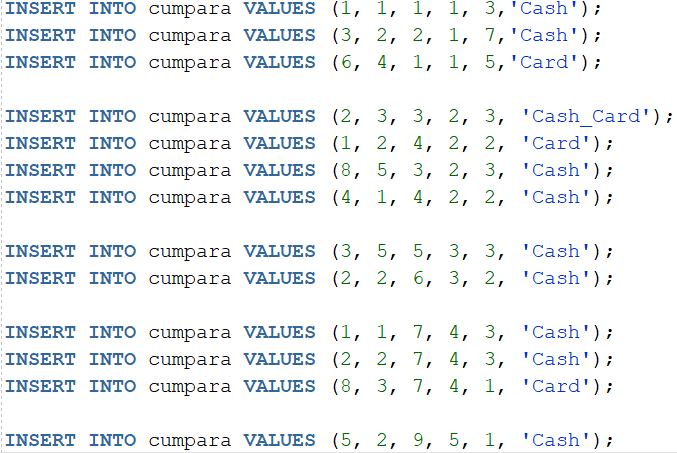 INSERT INTO cumpara VALUES (1, 1, 1, 1, 3,'Cash');
INSERT INTO cumpara VALUES (3, 2, 2, 1, 7,'Cash');
INSERT INTO cumpara VALUES (6, 4, 1, 1, 5,'Card');
INSERT INTO cumpara VALUES (2, 3, 3, 2, 3, 'Cash_Card');
INSERT INTO cumpara VALUES (1, 2, 4, 2, 2, 'Card');
INSERT INTO cumpara VALUES (8, 5, 3, 2, 3, 'Cash');
INSERT INTO cumpara VALUES (4, 1, 4, 2, 2, 'Cash');
INSERT INTO cumpara VALUES (3, 5, 5, 3, 3, 'Cash');
INSERT INTO cumpara VALUES (2, 2, 6, 3, 2, 'Cash');
INSERT INTO cumpara VALUES (1, 1, 7, 4, 3, 'Cash');
INSERT INTO cumpara VALUES (2, 2, 7, 4, 3, 'Cash');
INSERT INTO cumpara VALUES (8, 3, 7, 4, 1, 'Card');
INSERT INTO cumpara VALUES (5, 2, 9, 5, 1, 'Cash');